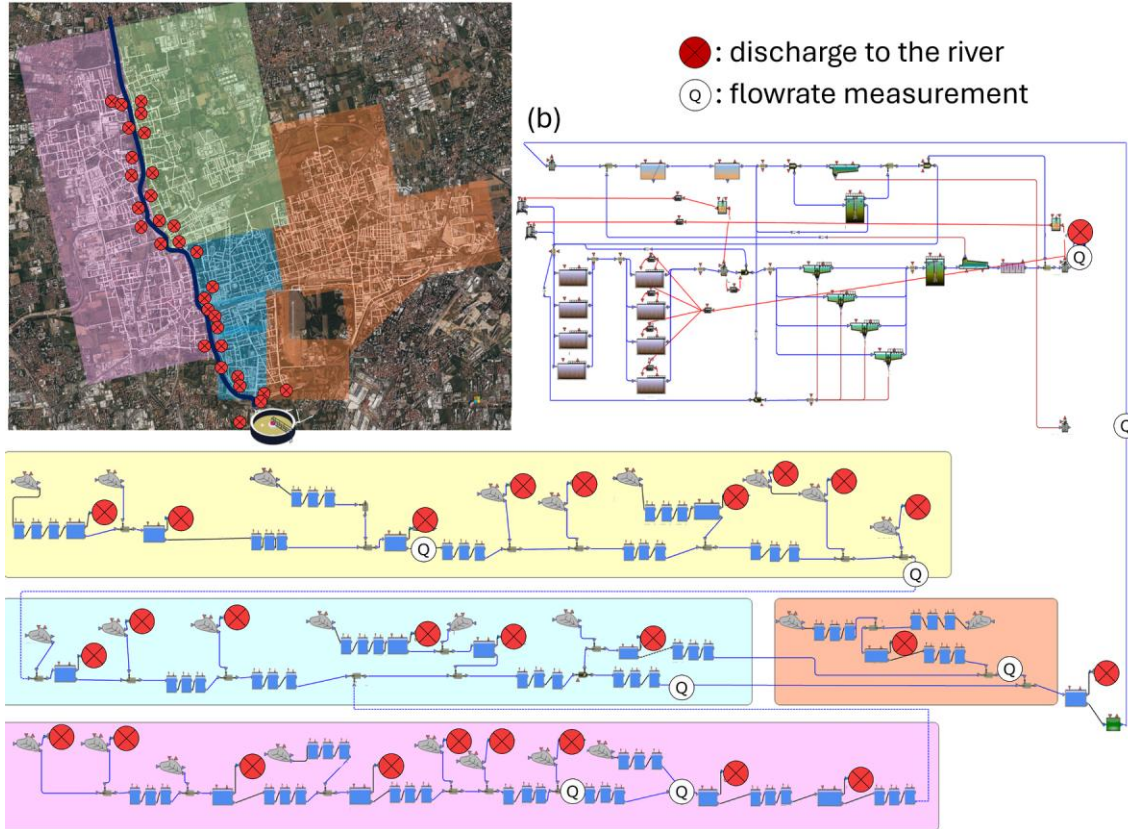 : discharge to the river
Q : flowrate measurement
(b)
Q
Q
Q
Q
Q
Q
Q
Q